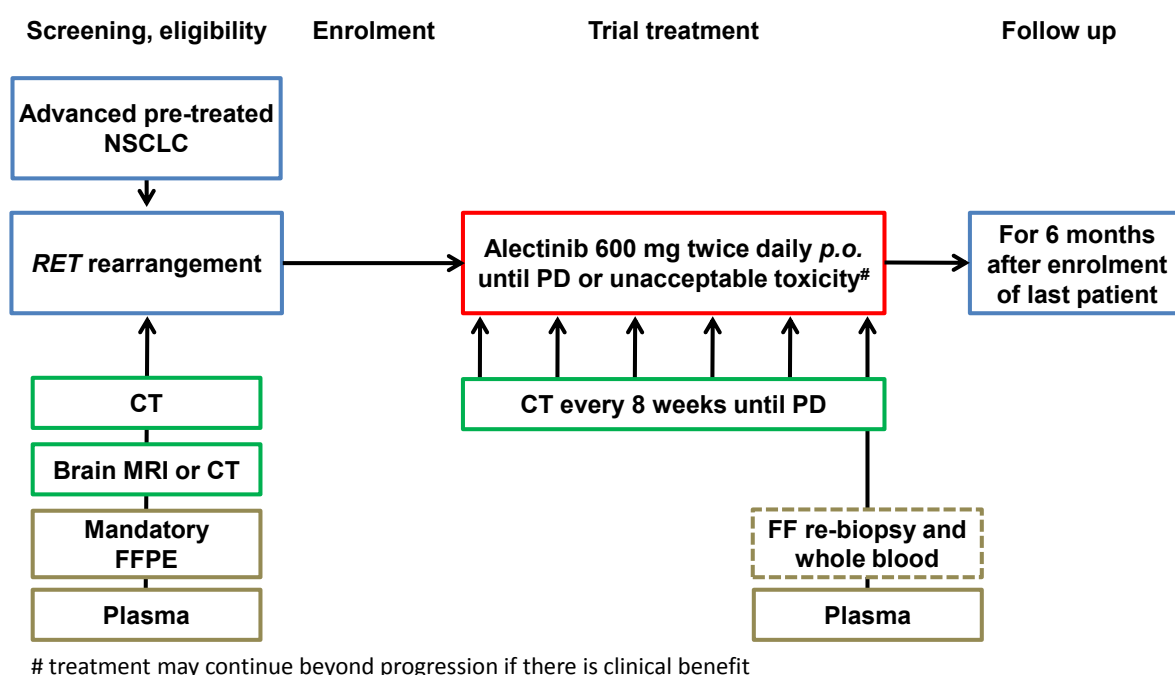 Screening, eligibility
Enrolment
Trial treatment
Follow up
Advanced pre-treated
NSCLC
RET rearrangement
Alectinib 600 mg twice daily p.o.
until PD or unacceptable toxicity#
For 6 months
after enrolment
of last patient
CT
CT every 8 weeks until PD
Brain MRI or CT
Mandatory
FFPE
FF re-biopsy and
whole blood
Plasma
Plasma
# treatment may continue beyond progression if there is clinical benefit